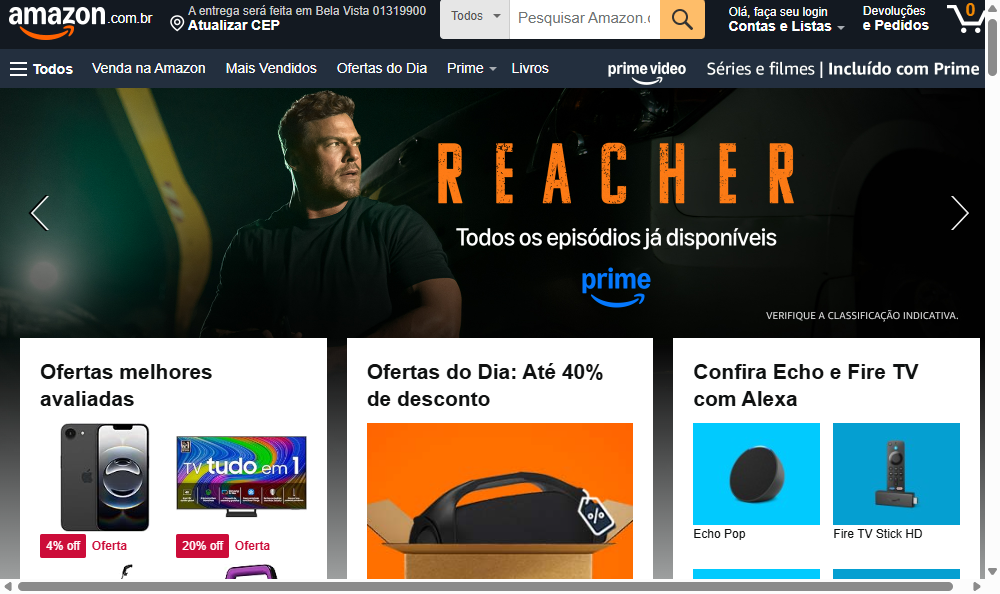 amazon.com.br
A entrega será feita em Bela Vista 01319900
Atualizar CEP
Todos
Pesquisar Amazon.c
Olá, faça seu login
Contas e Listas
Devoluções
e Pedidos
0
Todos
Venda na Amazon
Mais Vendidos
Ofertas do Dia
Prime
Livros
prime video
Séries e filmes | Incluído com Prime
REACHER
Todos os episódios já disponíveis
prime
VERIFIQUE A CLASSIFICAÇÃO INDICATIVA.
Ofertas melhores
avaliadas
TV tudo em 1
4% off
Oferta
20% off
Oferta
Ofertas do Dia: Até 40%
de desconto
%
Confira Echo e Fire TV
com Alexa
Echo Pop
Fire TV Stick HD